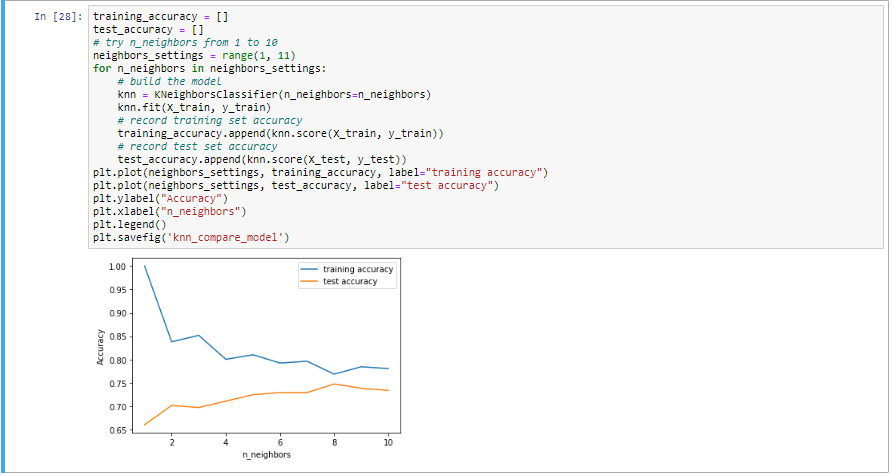 In [28]: training_accuracy = []
test_accuracy = []
# try n_neighbors from 1 to 10
neighbors_settings = range(1, 11)
for n_neighbors in neighbors_settings:
    # build the model
    knn = KNeighborsClassifier(n_neighbors=n_neighbors)
    knn.fit(X_train, y_train)
    # record training set accuracy
    training_accuracy.append(knn.score(X_train, y_train))
    # record test set accuracy
    test_accuracy.append(knn.score(X_test, y_test))
plt.plot(neighbors_settings, training_accuracy, label="training accuracy")
plt.plot(neighbors_settings, test_accuracy, label="test accuracy")
plt.ylabel("Accuracy")
plt.xlabel("n_neighbors")
plt.legend()
plt.savefig('knn_compare_model')
training accuracy
test accuracy
1.00
0.95
0.90
0.85
0.80
0.75
0.70
0.65
Accuracy
2 4 6 8 10
n_neighbors